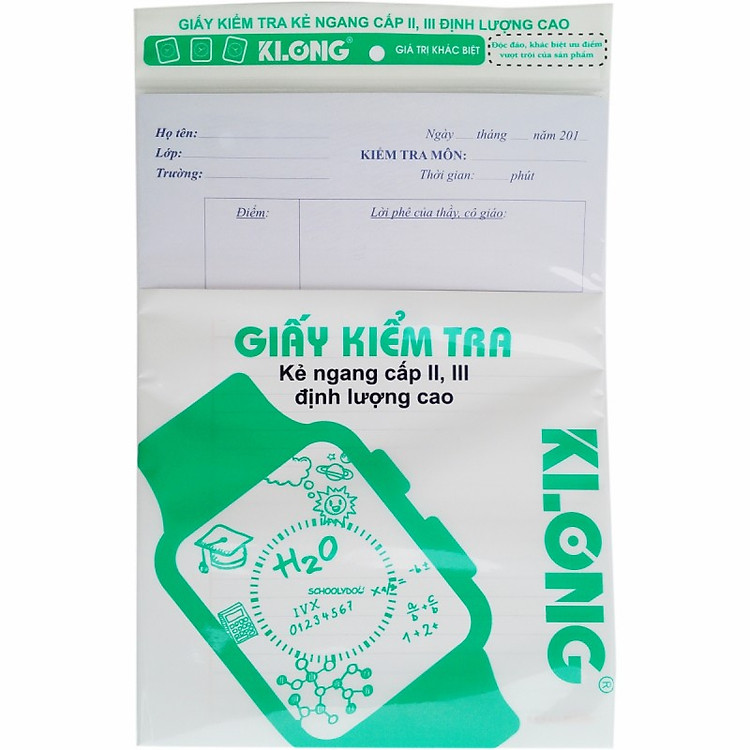 GIẤY KIỂM TRA KẺ NGANG CẤP II, III ĐỊNH LƯỢNG CAO
KLONG® GIÁ TRỊ KHÁC BIỆT
Độc đáo, khác biệt ưu điểm
vượt trội của sản phẩm
Họ tên: Ngày tháng năm 201
Lớp: KIỂM TRA MÔN:
Trường: Thời gian: phút
Điểm: Lời phê của thầy, cô giáo:
GIẤY KIỂM TRA
Kẻ ngang cấp II, III
định lượng cao
KLONG®
H2O
SCHOOLYDOU
IVX
01234567
a/b + c/b
1+2*